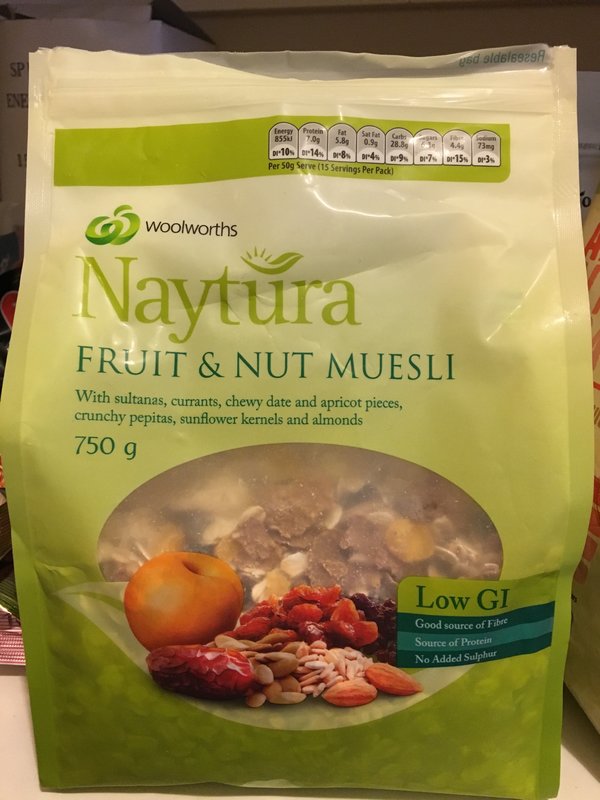 Resealable bag
SP
ENE
Energy Protein Fat Sat Fat Carbs Sugars Fibre Sodium
855kJ 7.0g 5.8g 0.9g 28.8g 4.4g 73mg
DI*10% DI*14% DI*8% DI*4% DI*9% DI*7% DI*15% DI*3%
Per 50g Serve (15 Servings Per Pack)
woolworths
Naytura
FRUIT & NUT MUESLI
With sultanas, currants, chewy date and apricot pieces,
crunchy pepitas, sunflower kernels and almonds
750 g
Low GI
Good source of Fibre
Source of Protein
No Added Sulphur